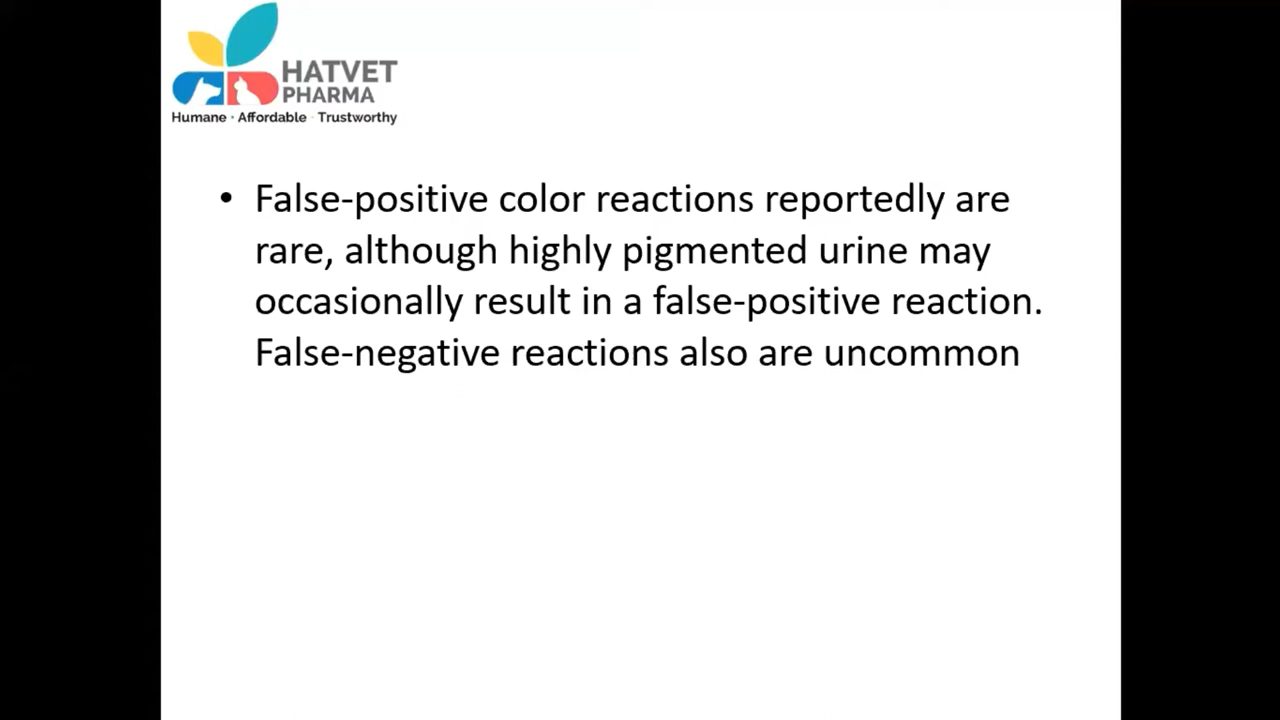 HATVET
PHARMA
Humane · Affordable · Trustworthy
• False-positive color reactions reportedly are
rare, although highly pigmented urine may
occasionally result in a false-positive reaction.
False-negative reactions also are uncommon